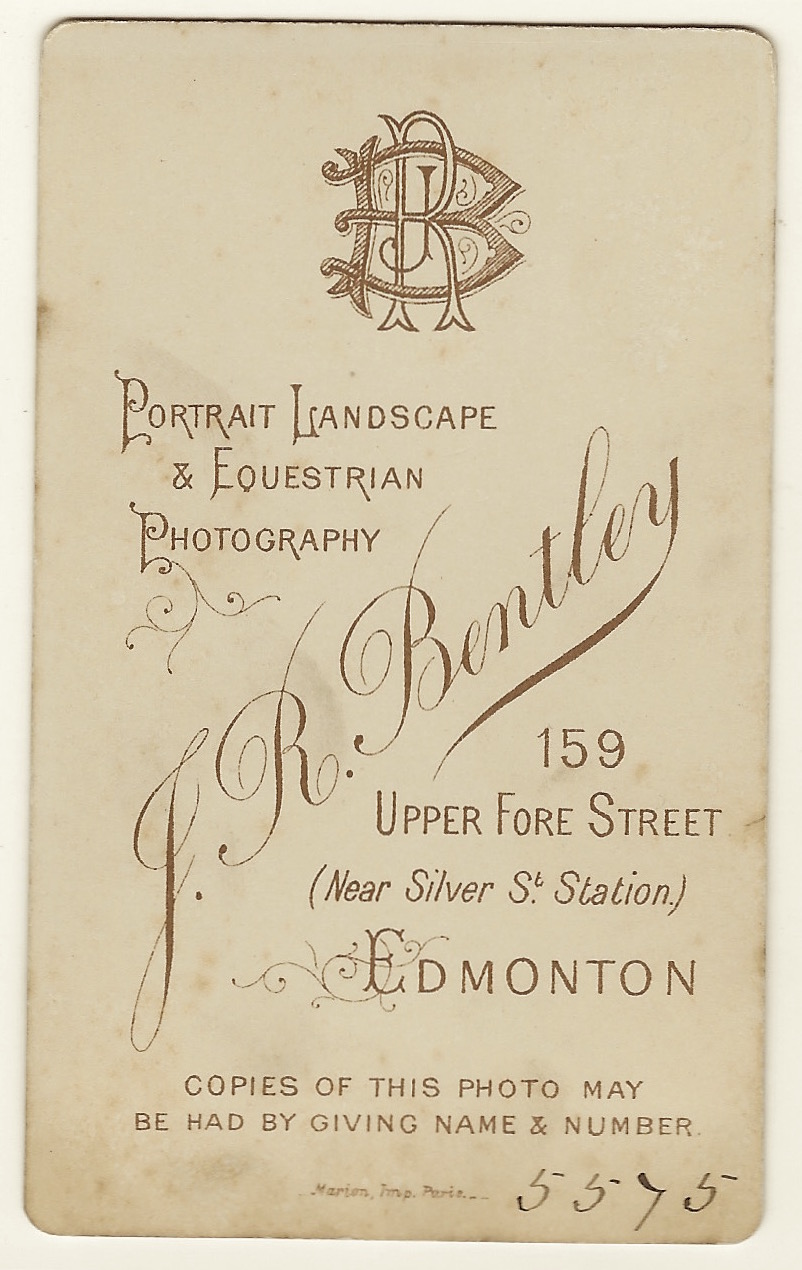 JRB
PORTRAIT LANDSCAPE
& EQUESTRIAN
PHOTOGRAPHY
J. R. Bentley
159
UPPER FORE STREET
(Near Silver St. Station.)
EDMONTON
COPIES OF THIS PHOTO MAY
BE HAD BY GIVING NAME & NUMBER.
Marion, Imp. Paris.
5575